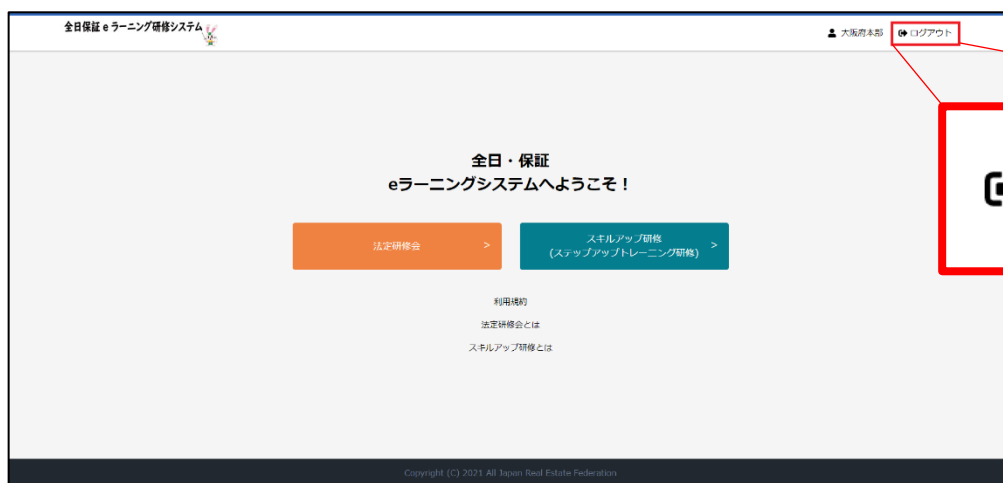 全日保証 e ラーニング研修システム
大阪府本部 ログアウト
全日・保証
eラーニングシステムへようこそ！
法定研修会 >
スキルアップ研修
(ステップアップトレーニング研修) >
利用規約
法定研修会とは
スキルアップ研修とは
Copyright (C) 2021 All Japan Real Estate Federation